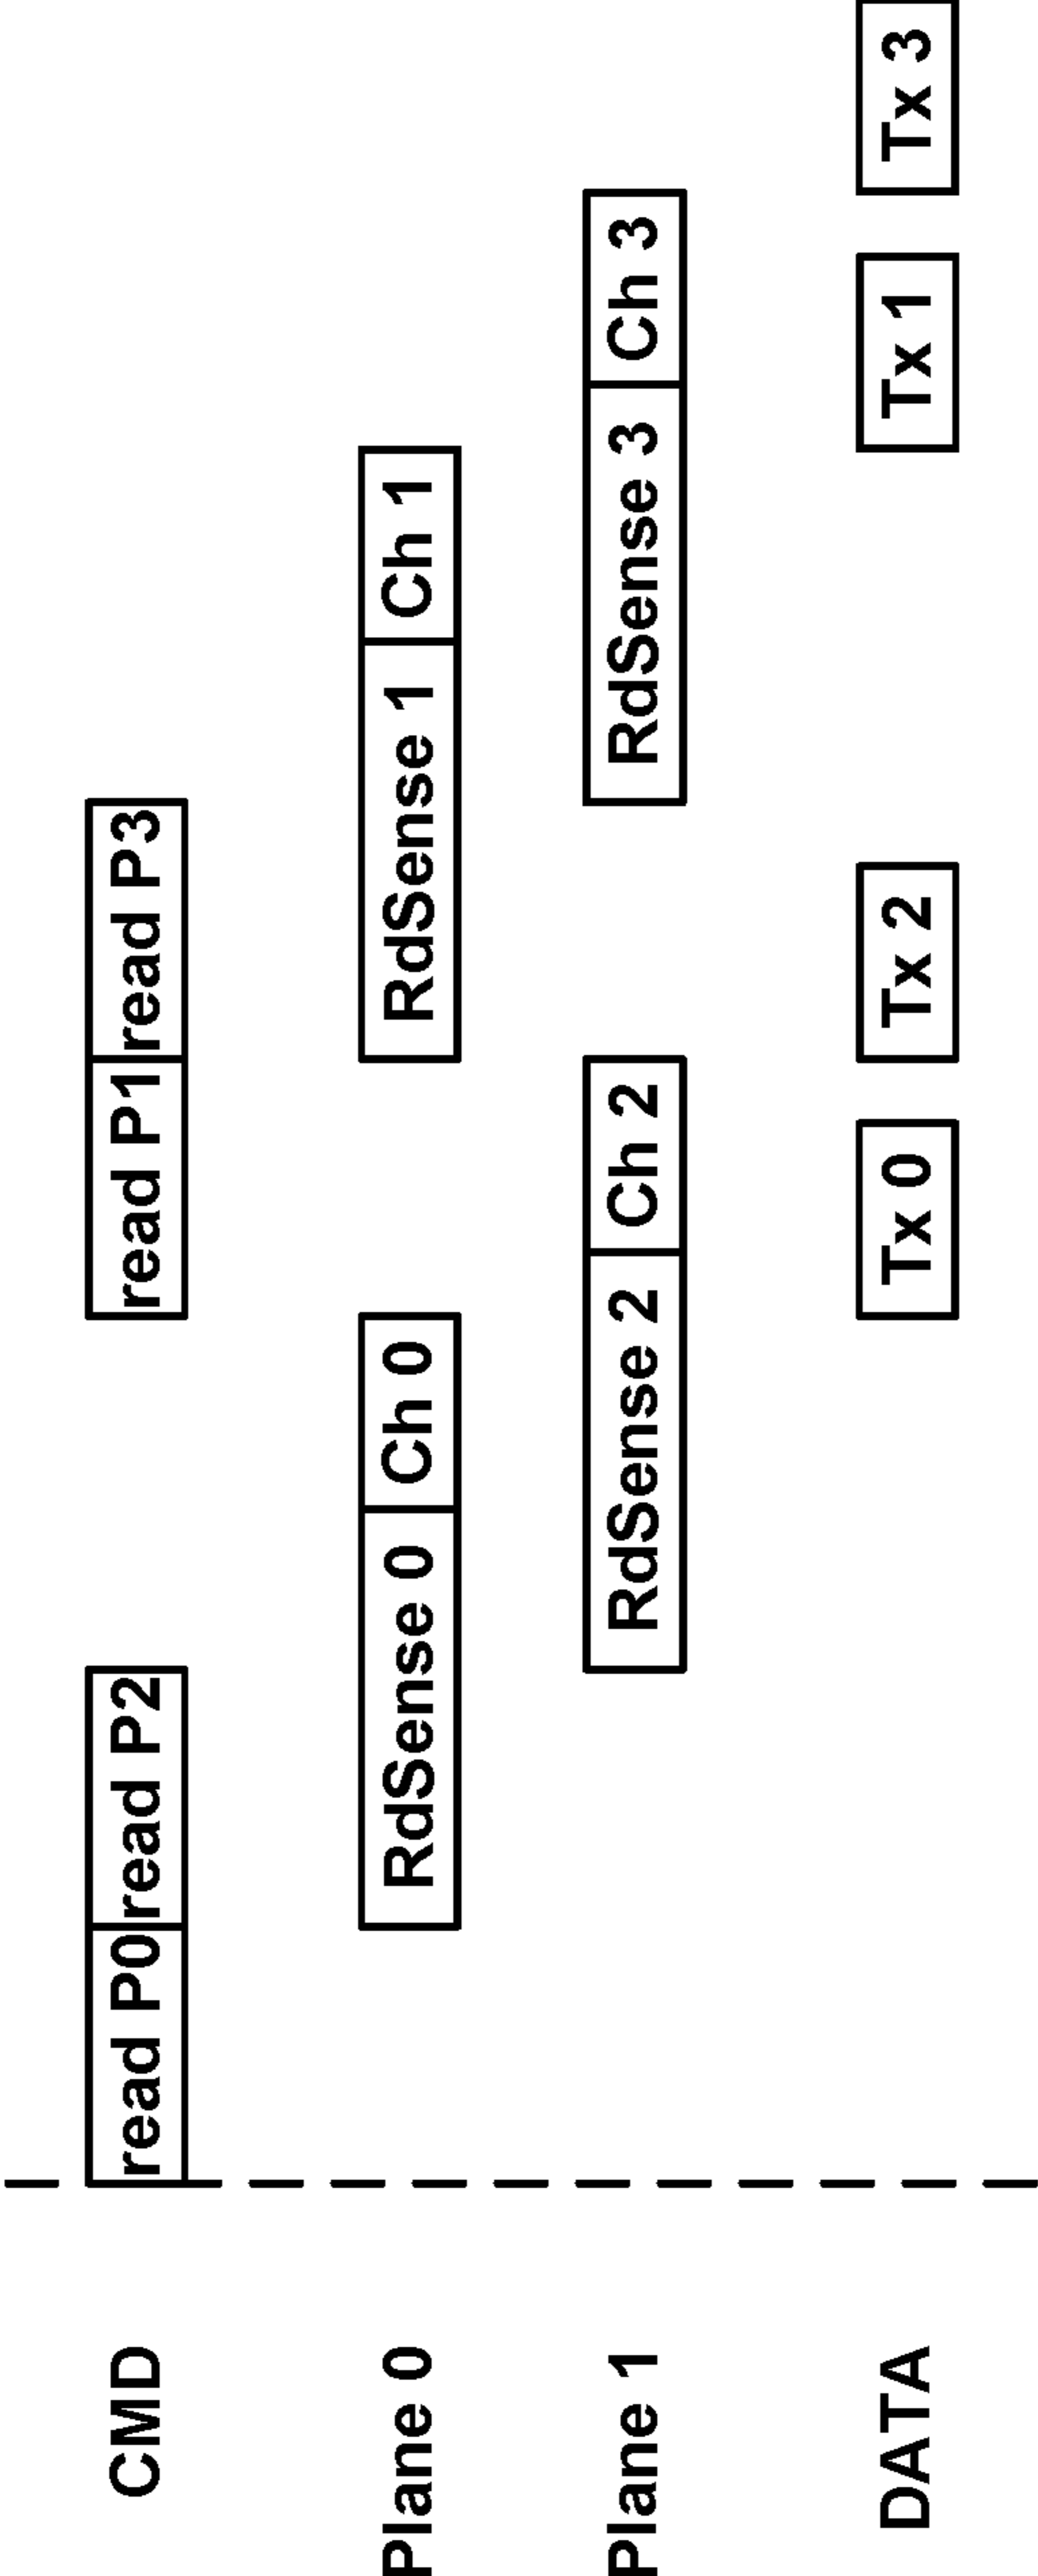 CMD read P0 read P2 read P1 read P3
Plane 0 RdSense 0 Ch 0 RdSense 1 Ch 1
Plane 1 RdSense 2 Ch 2 RdSense 3 Ch 3
DATA Tx 0 Tx 2 Tx 1 Tx 3